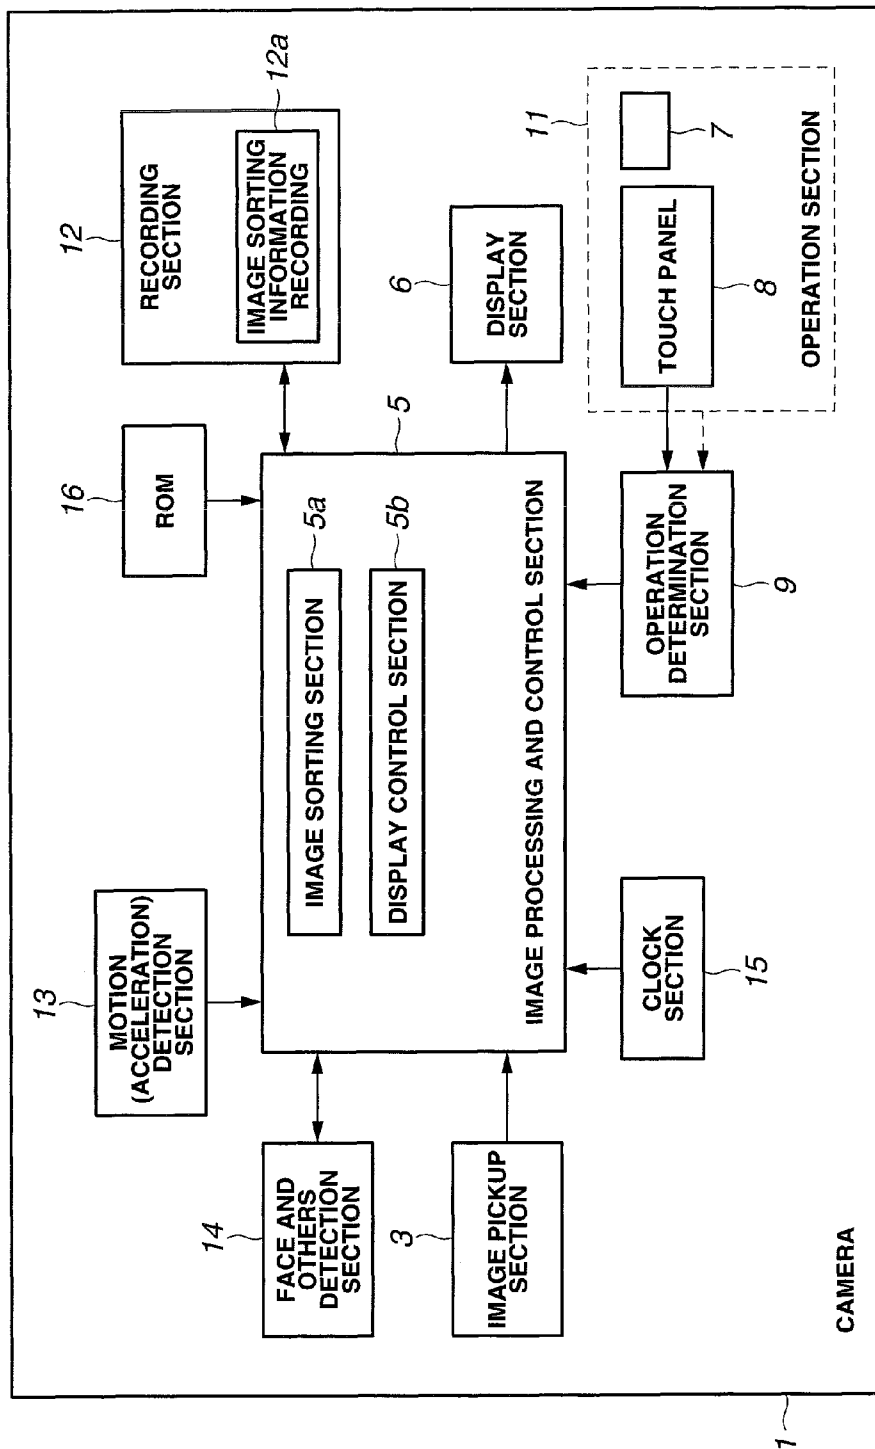 1
CAMERA
14
FACE AND
OTHERS
DETECTION
SECTION
3
IMAGE PICKUP
SECTION
13
MOTION
(ACCELERATION)
DETECTION
SECTION
16
ROM
12
RECORDING
SECTION
12a
IMAGE SORTING
INFORMATION
RECORDING
5
5a
IMAGE SORTING SECTION
5b
DISPLAY CONTROL SECTION
IMAGE PROCESSING AND CONTROL SECTION
6
DISPLAY
SECTION
15
CLOCK
SECTION
9
OPERATION
DETERMINATION
SECTION
11
7
8
TOUCH PANEL
OPERATION SECTION